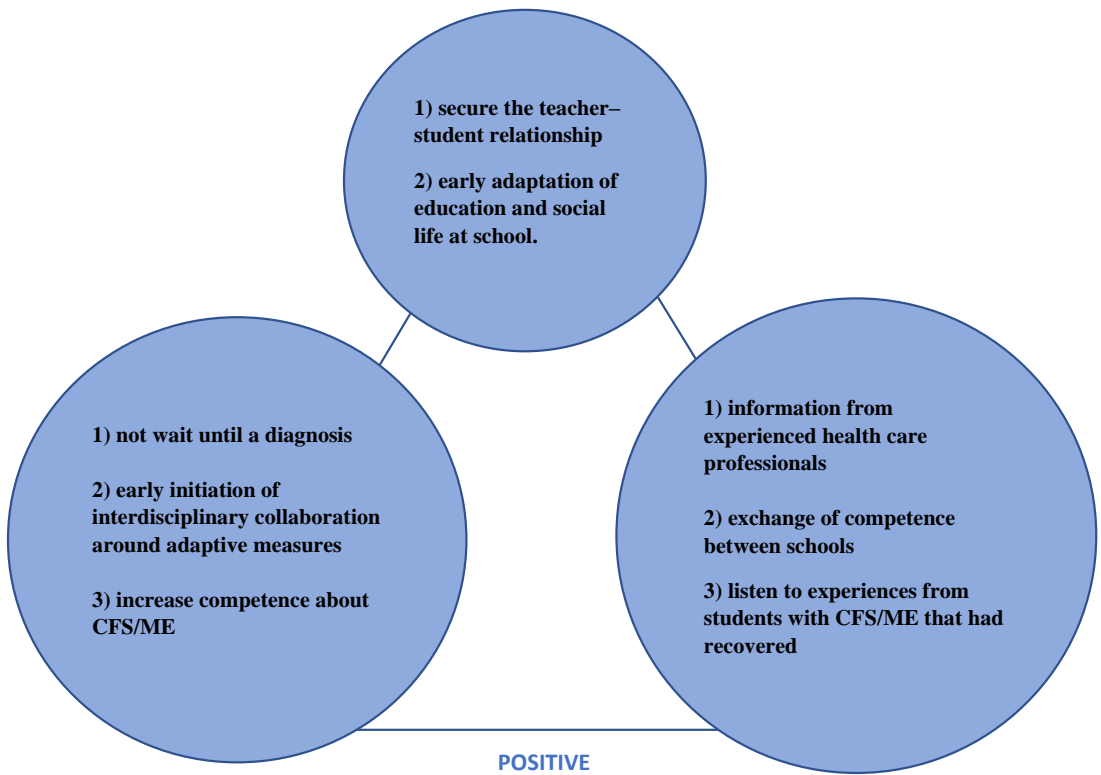 1) secure the teacher–
student relationship
2) early adaptation of
education and social
life at school.
1) not wait until a diagnosis
2) early initiation of
interdisciplinary collaboration
around adaptive measures
3) increase competence about
CFS/ME
1) information from
experienced health care
professionals
2) exchange of competence
between schools
3) listen to experiences from
students with CFS/ME that had
recovered
POSITIVE